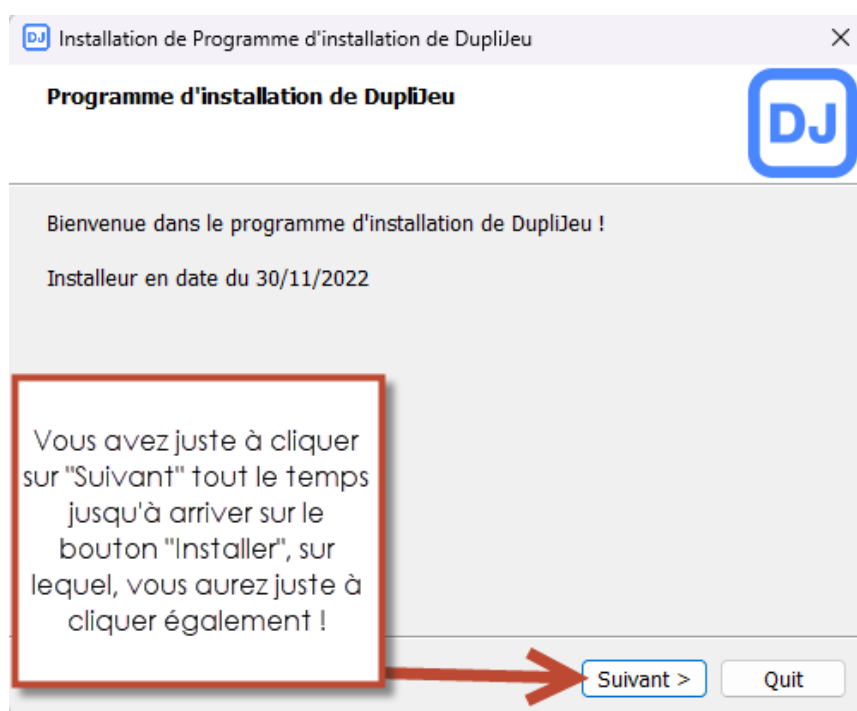 DJ Installation de Programme d'installation de DupliJeu
Programme d'installation de DupliJeu
DJ
Bienvenue dans le programme d'installation de DupliJeu !
Installeur en date du 30/11/2022
Vous avez juste à cliquer
sur "Suivant" tout le temps
jusqu'à arriver sur le
bouton "Installer", sur
lequel, vous aurez juste à
cliquer également !
Suivant > Quit